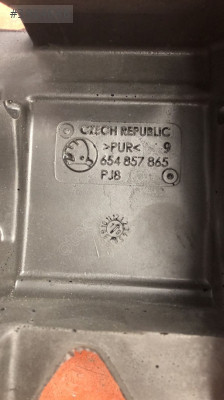 CZECH REPUBLIC
>PUR< 9
654 857 865
PJ8